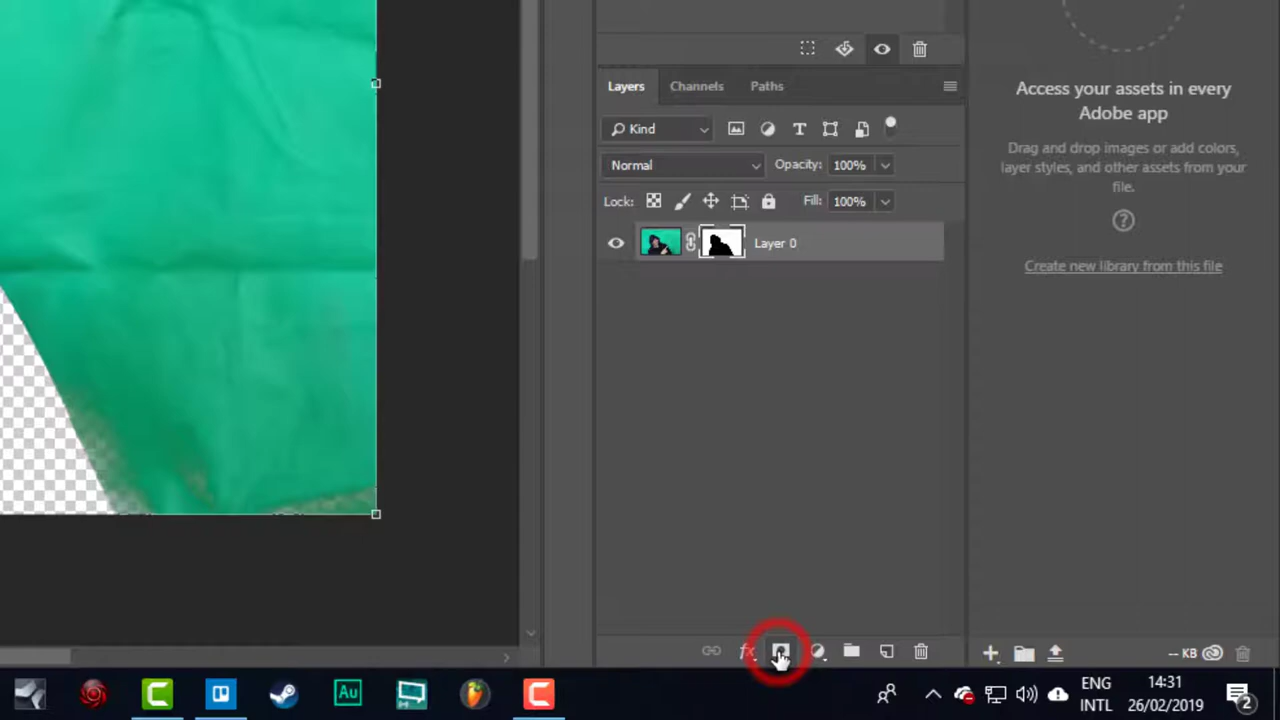 Layers
Channels
Paths
Kind
Normal
Opacity: 100%
Lock:
Fill: 100%
Layer 0
fx
Access your assets in every
Adobe app
Drag and drop images or add colors,
layer styles, and other assets from your
file.
?
Create new library from this file
-- KB
Au
ENG
INTL
14:31
26/02/2019
2